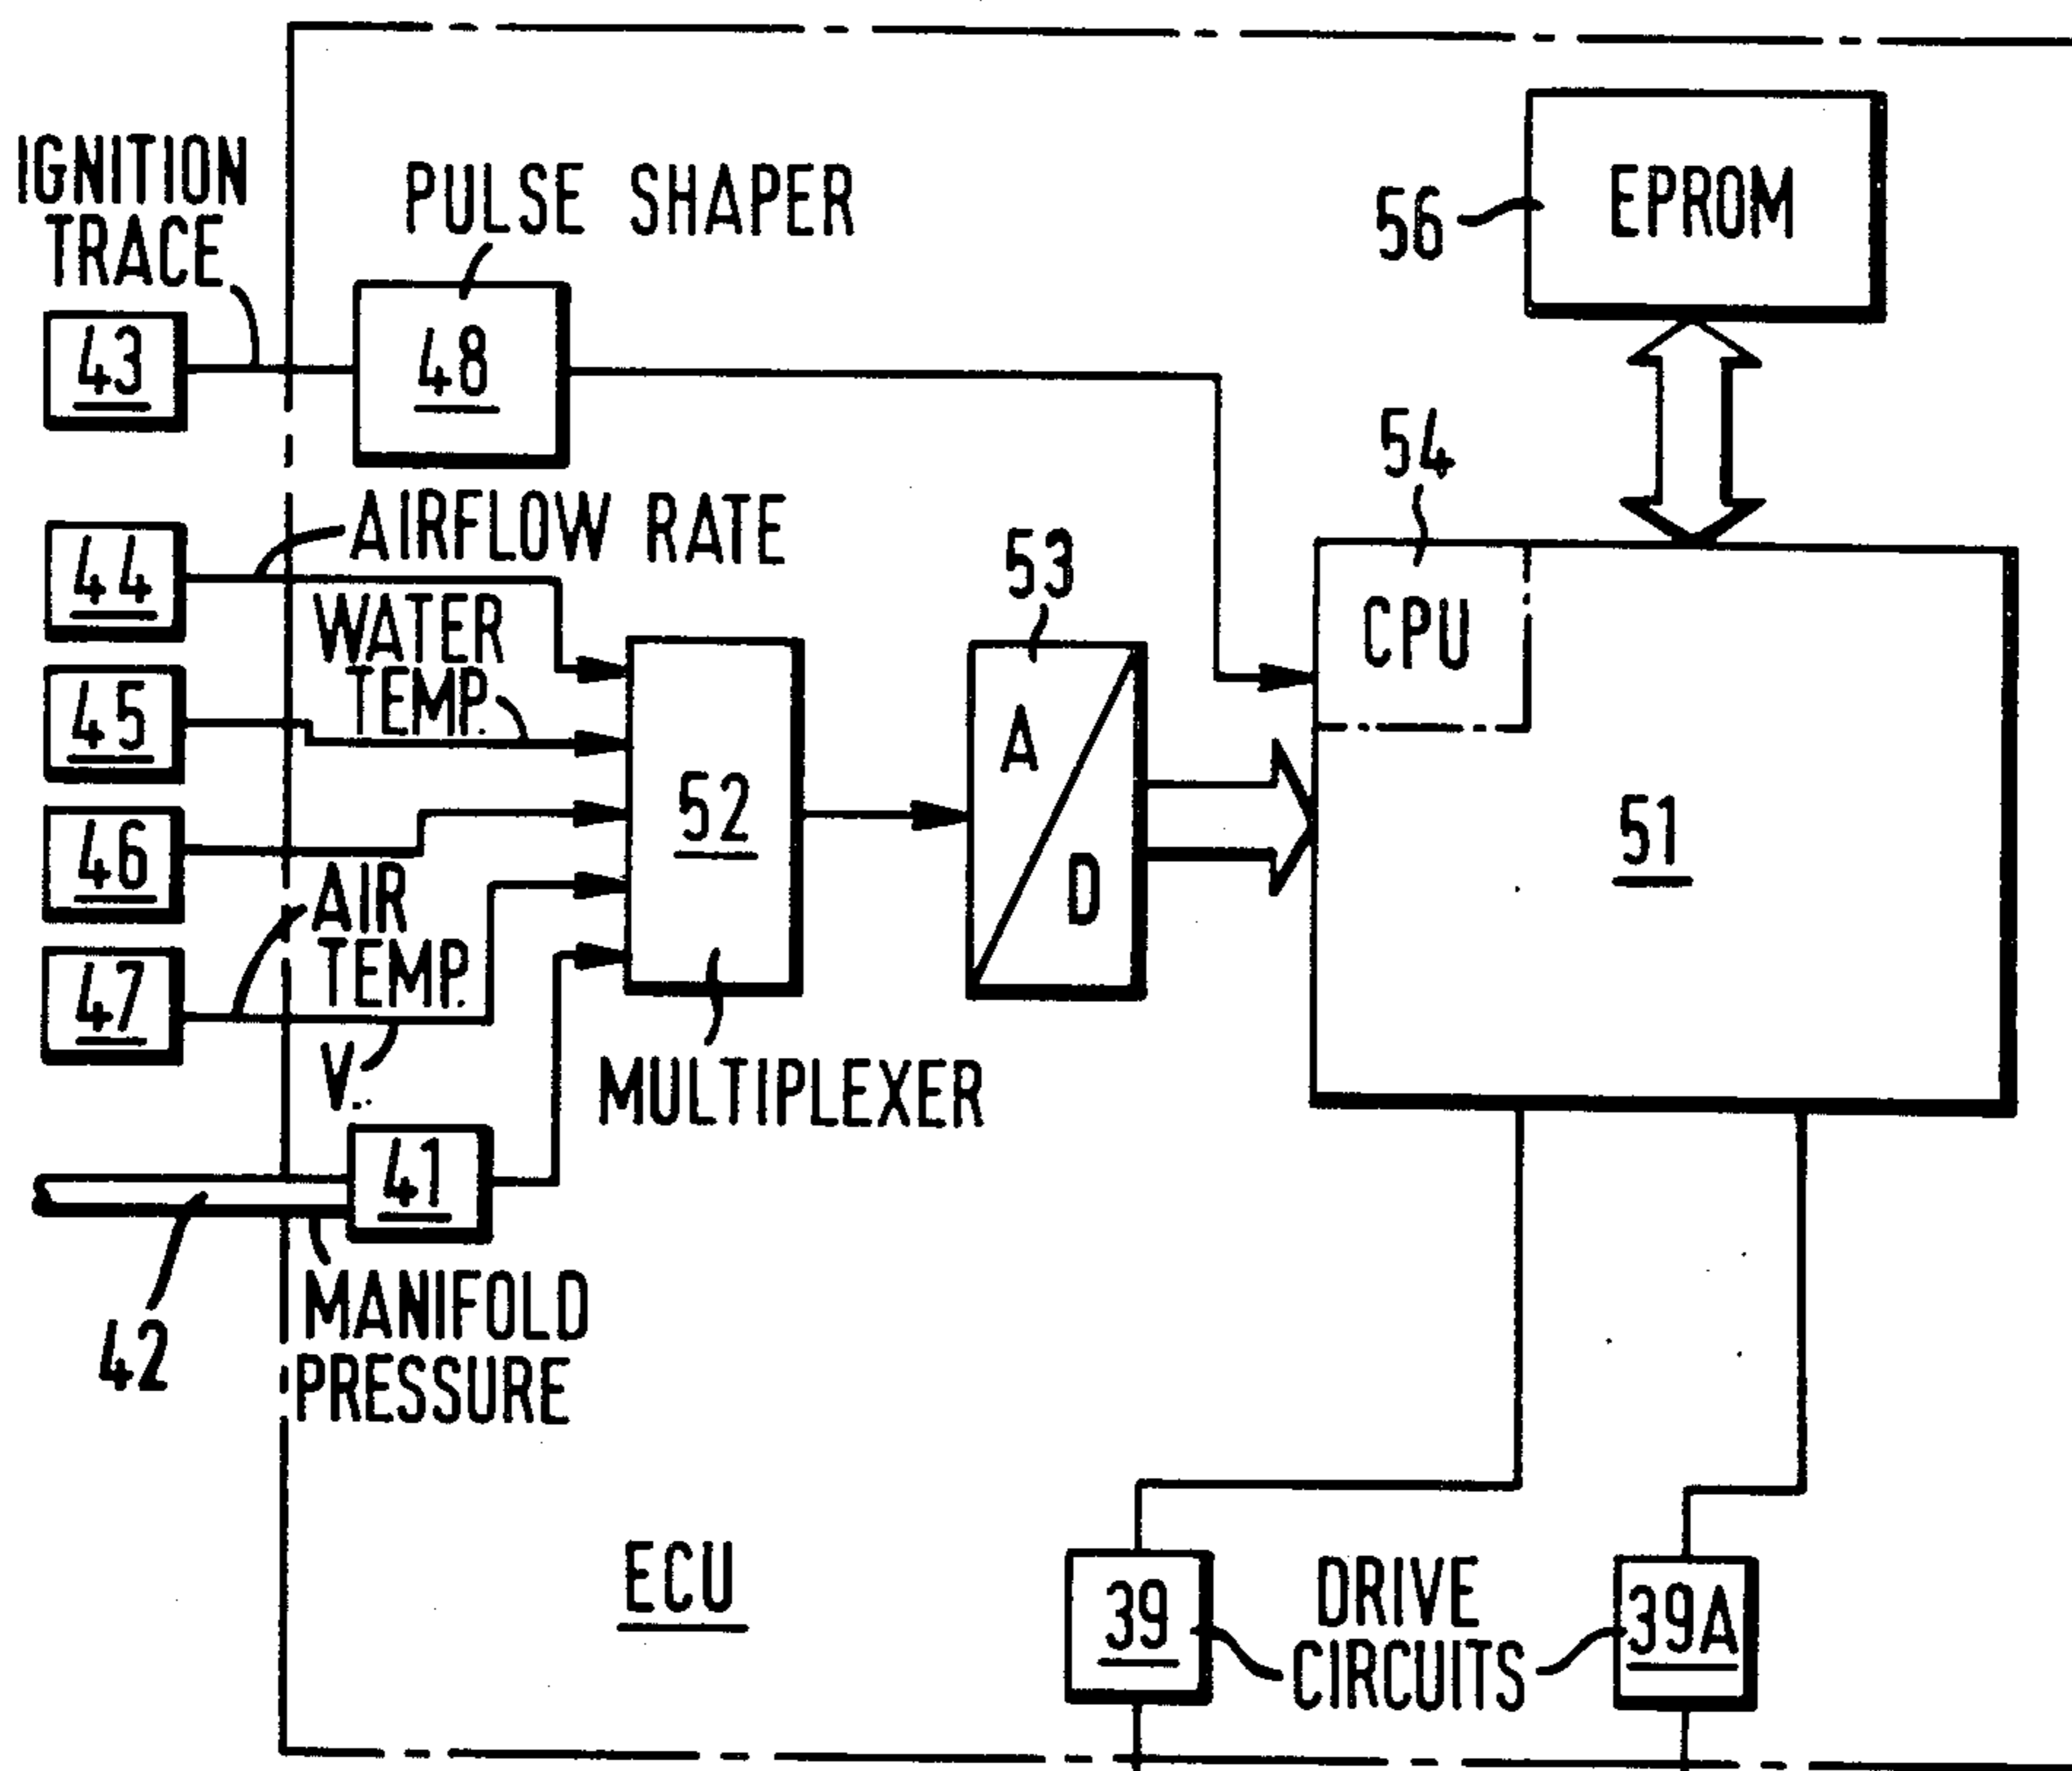 IGNITION
TRACE
PULSE SHAPER
EPROM
56
43
48
54
AIRFLOW RATE
44
53
WATER
TEMP.
CPU
45
A
52
51
46
AIR
TEMP.
D
47
V.
MULTIPLEXER
41
MANIFOLD
PRESSURE
42
ECU
39
DRIVE
CIRCUITS
39A